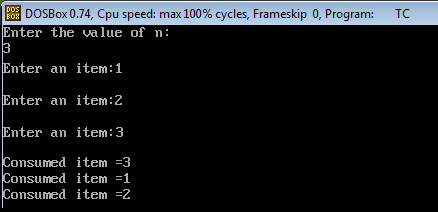 DOS
BOX
DOSBox 0.74, Cpu speed: max 100% cycles, Frameskip 0, Program: TC
Enter the value of n:
3
Enter an item:1
Enter an item:2
Enter an item:3
Consumed item =3
Consumed item =1
Consumed item =2